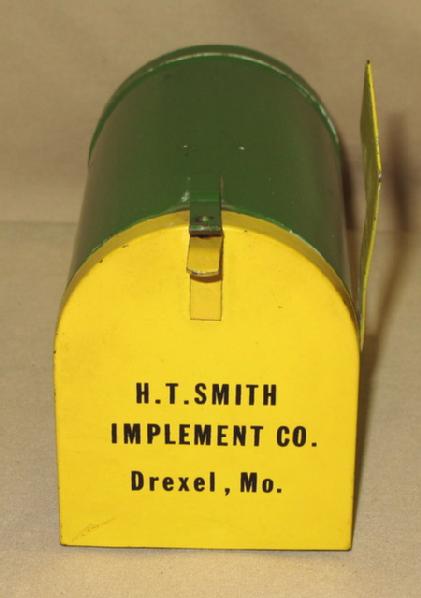 H.T.SMITH
IMPLEMENT CO.
Drexel, Mo.